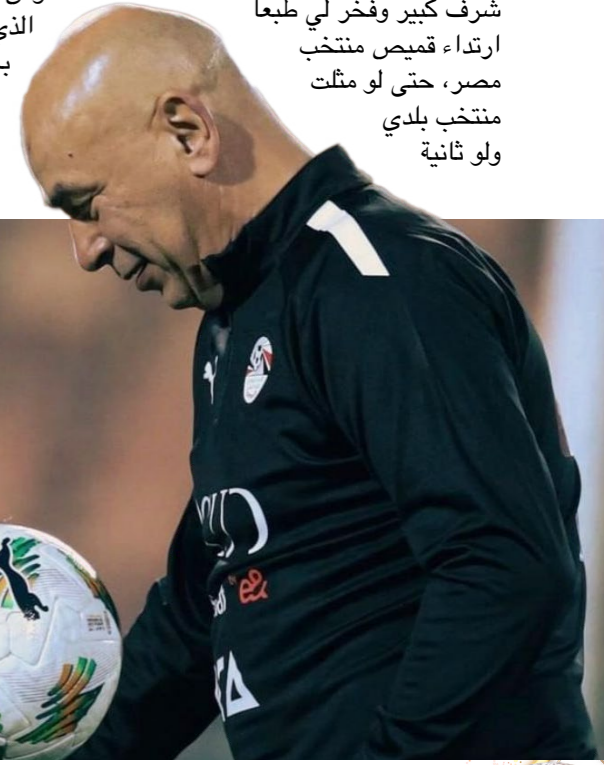 شرف كبير وفخر لي طبعا
ارتداء قميص منتخب
مصر، حتى لو مثلت
منتخب بلدي
ولو ثانية